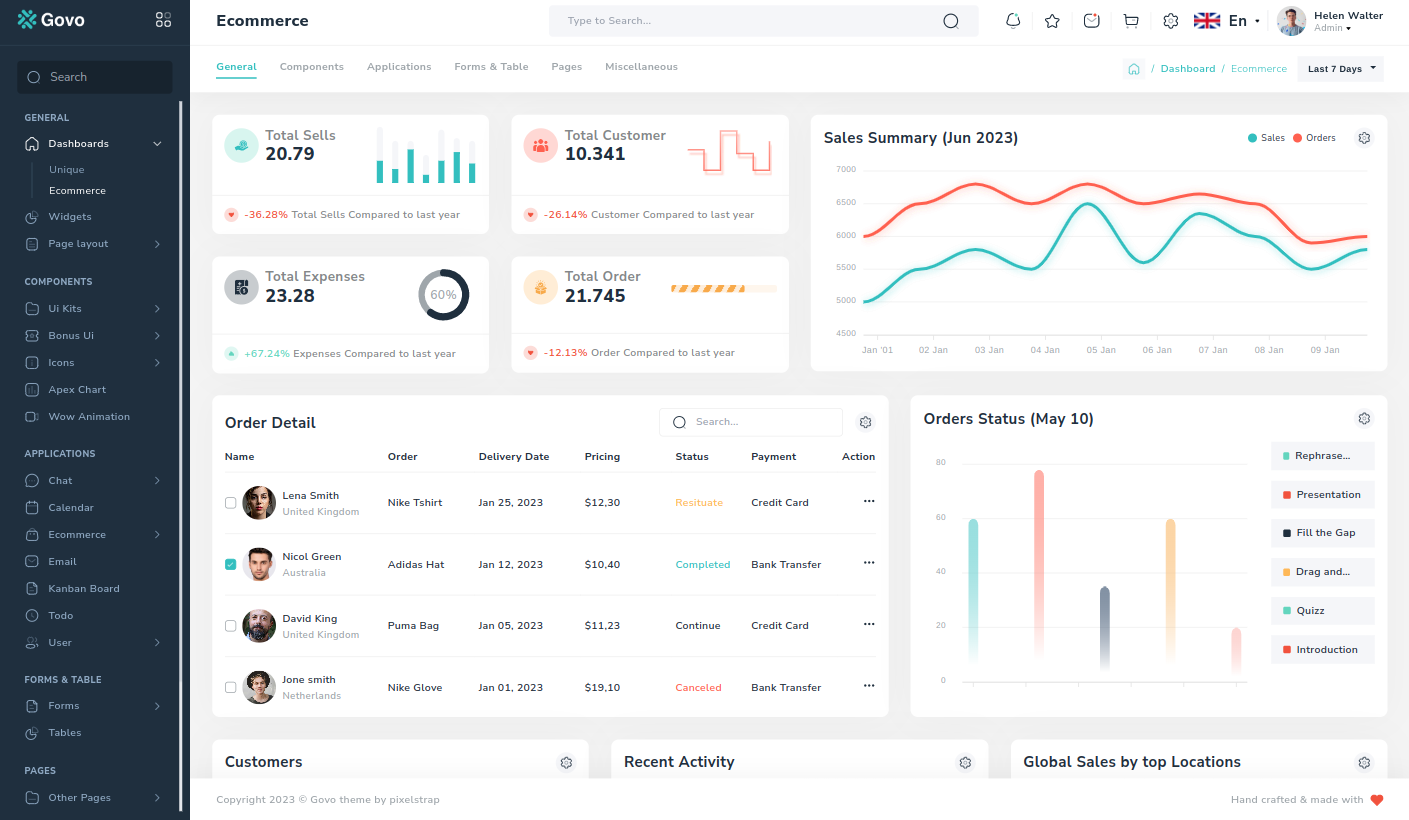 Govo
Search
GENERAL
Dashboards
Unique
Ecommerce
Widgets
Page layout
COMPONENTS
Ui Kits
Bonus Ui
Icons
Apex Chart
Wow Animation
APPLICATIONS
Chat
Calendar
Ecommerce
Email
Kanban Board
Todo
User
FORMS & TABLE
Forms
Tables
PAGES
Other Pages
Ecommerce
Type to Search...
En
Helen Walter
Admin
General Components Applications Forms & Table Pages Miscellaneous
/ Dashboard / Ecommerce
Last 7 Days
Total Sells
20.79
-36.28% Total Sells Compared to last year
Total Customer
10.341
-26.14% Customer Compared to last year
Total Expenses
23.28
60%
+67.24% Expenses Compared to last year
Total Order
21.745
-12.13% Order Compared to last year
Sales Summary (Jun 2023)
Sales Orders
7000
6500
6000
5500
5000
4500
Jan '01 02 Jan 03 Jan 04 Jan 05 Jan 06 Jan 07 Jan 08 Jan 09 Jan
Order Detail
Search...
Name Order Delivery Date Pricing Status Payment Action
Lena Smith
United Kingdom
Nike Tshirt Jan 25, 2023 $12,30 Resituate Credit Card
Nicol Green
Australia
Adidas Hat Jan 12, 2023 $10,40 Completed Bank Transfer
David King
United Kingdom
Puma Bag Jan 05, 2023 $11,23 Continue Credit Card
Jone smith
Netherlands
Nike Glove Jan 01, 2023 $19,10 Canceled Bank Transfer
Orders Status (May 10)
80
60
40
20
0
Rephrase...
Presentation
Fill the Gap
Drag and...
Quizz
Introduction
Customers
Recent Activity
Global Sales by top Locations
Copyright 2023 © Govo theme by pixelstrap
Hand crafted & made with